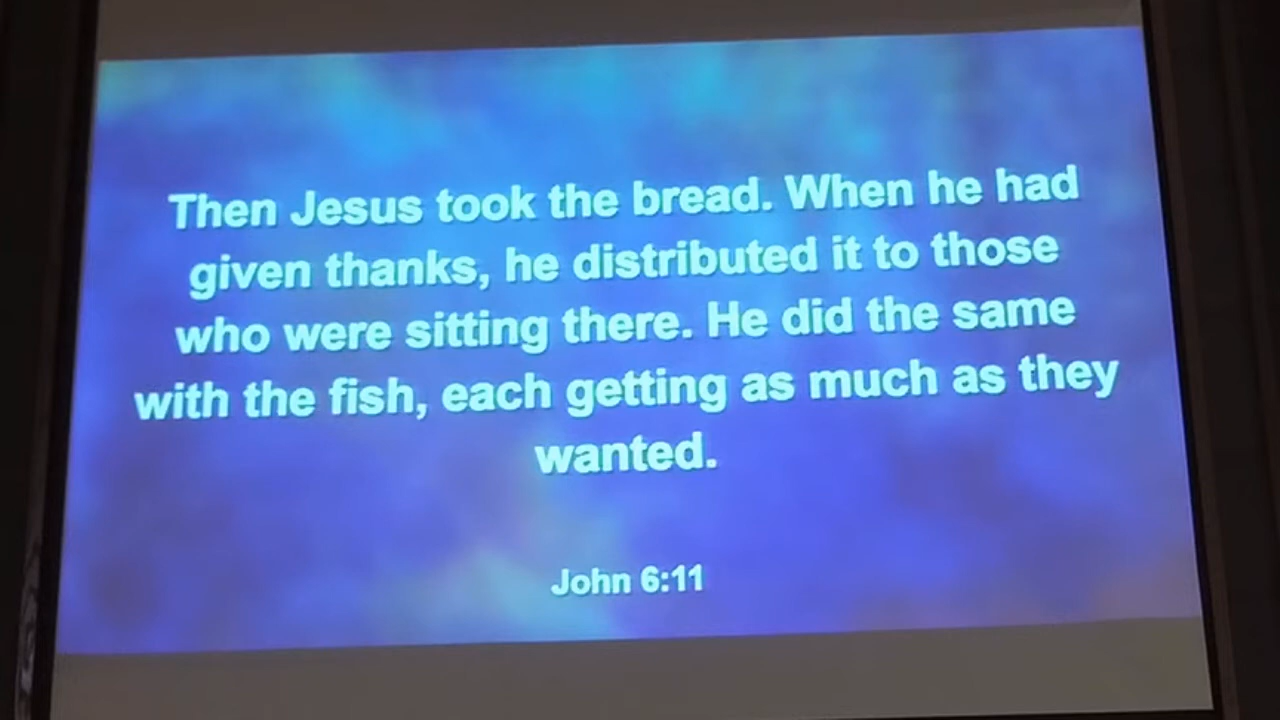 Then Jesus took the bread. When he had
given thanks, he distributed it to those
who were sitting there. He did the same
with the fish, each getting as much as they
wanted.
John 6:11